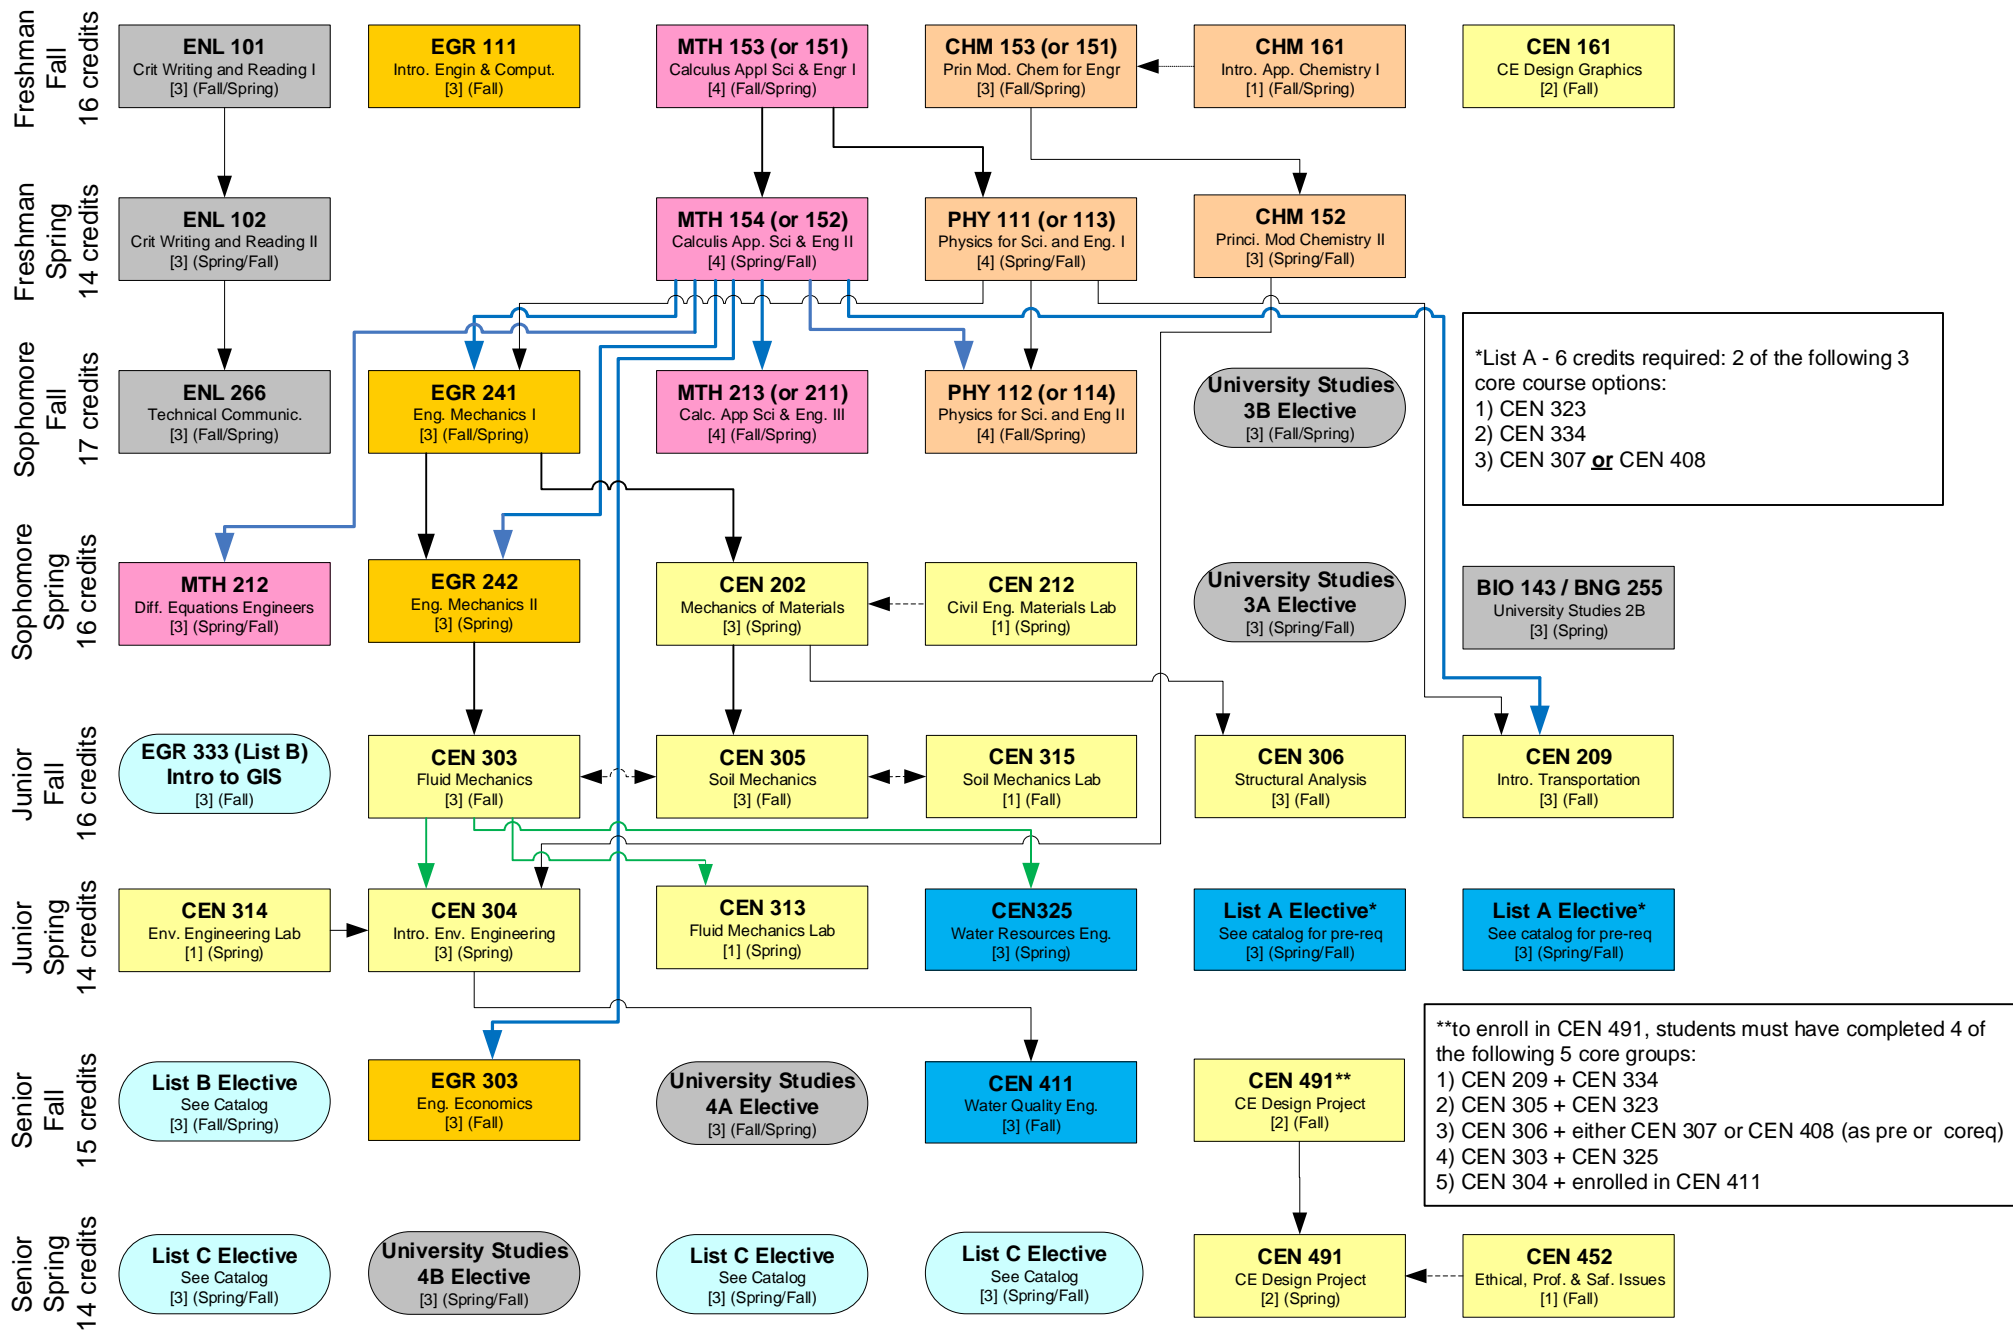 Freshman
Fall
16 credits
ENL 101
Crit Writing and Reading I
[3] (Fall/Spring)
EGR 111
Intro. Engin & Comput.
[3] (Fall)
MTH 153 (or 151)
Calculus Appl Sci & Engr I
[4] (Fall/Spring)
CHM 153 (or 151)
Prin Mod. Chem for Engr
[3] (Fall/Spring)
CHM 161
Intro. App. Chemistry I
[1] (Fall/Spring)
CEN 161
CE Design Graphics
[2] (Fall)
Freshman
Spring
14 credits
ENL 102
Crit Writing and Reading II
[3] (Spring/Fall)
MTH 154 (or 152)
Calculis App. Sci & Eng II
[4] (Spring/Fall)
PHY 111 (or 113)
Physics for Sci. and Eng. I
[4] (Spring/Fall)
CHM 152
Princi. Mod Chemistry II
[3] (Spring/Fall)
*List A - 6 credits required: 2 of the following 3
core course options:
1) CEN 323
2) CEN 334
3) CEN 307 or CEN 408
Sophomore
Fall
17 credits
ENL 266
Technical Communic.
[3] (Fall/Spring)
EGR 241
Eng. Mechanics I
[3] (Fall/Spring)
MTH 213 (or 211)
Calc. App Sci & Eng. III
[4] (Fall/Spring)
PHY 112 (or 114)
Physics for Sci. and Eng II
[4] (Fall/Spring)
University Studies
3B Elective
[3] (Fall/Spring)
Sophomore
Spring
16 credits
MTH 212
Diff. Equations Engineers
[3] (Spring/Fall)
EGR 242
Eng. Mechanics II
[3] (Spring)
CEN 202
Mechanics of Materials
[3] (Spring)
CEN 212
Civil Eng. Materials Lab
[1] (Spring)
University Studies
3A Elective
[3] (Spring/Fall)
BIO 143 / BNG 255
University Studies 2B
[3] (Spring)
Junior
Fall
16 credits
EGR 333 (List B)
Intro to GIS
[3] (Fall)
CEN 303
Fluid Mechanics
[3] (Fall)
CEN 305
Soil Mechanics
[3] (Fall)
CEN 315
Soil Mechanics Lab
[1] (Fall)
CEN 306
Structural Analysis
[3] (Fall)
CEN 209
Intro. Transportation
[3] (Fall)
Junior
Spring
14 credits
CEN 314
Env. Engineering Lab
[1] (Spring)
CEN 304
Intro. Env. Engineering
[3] (Spring)
CEN 313
Fluid Mechanics Lab
[1] (Spring)
CEN325
Water Resources Eng.
[3] (Spring)
List A Elective*
See catalog for pre-req
[3] (Spring/Fall)
List A Elective*
See catalog for pre-req
[3] (Spring/Fall)
**to enroll in CEN 491, students must have completed 4 of
the following 5 core groups:
1) CEN 209 + CEN 334
2) CEN 305 + CEN 323
3) CEN 306 + either CEN 307 or CEN 408 (as pre or coreq)
4) CEN 303 + CEN 325
5) CEN 304 + enrolled in CEN 411
Senior
Fall
15 credits
List B Elective
See Catalog
[3] (Fall/Spring)
EGR 303
Eng. Economics
[3] (Fall)
University Studies
4A Elective
[3] (Fall/Spring)
CEN 411
Water Quality Eng.
[3] (Fall)
CEN 491**
CE Design Project
[2] (Fall)
Senior
Spring
14 credits
List C Elective
See Catalog
[3] (Spring/Fall)
University Studies
4B Elective
[3] (Spring/Fall)
List C Elective
See Catalog
[3] (Spring/Fall)
List C Elective
See Catalog
[3] (Spring/Fall)
CEN 491
CE Design Project
[2] (Spring)
CEN 452
Ethical, Prof. & Saf. Issues
[1] (Fall)